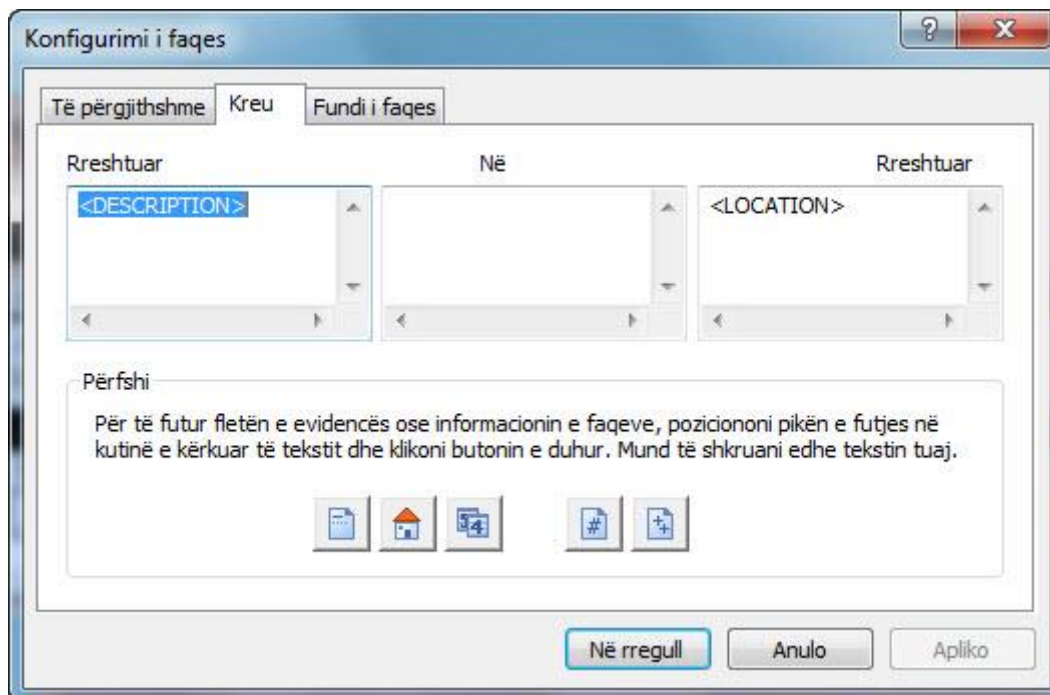 Konfigurimi i faqes
Të përgjithshme Kreu Fundi i faqes
Rreshtuar Në Rreshtuar
<DESCRIPTION> <LOCATION>
Përfshi
Për të futur fletën e evidencës ose informacionin e faqeve, poziciononi pikën e futjes në
kutinë e kërkuar të tekstit dhe klikoni butonin e duhur. Mund të shkruani edhe tekstin tuaj.
Në rregull Anulo Apliko